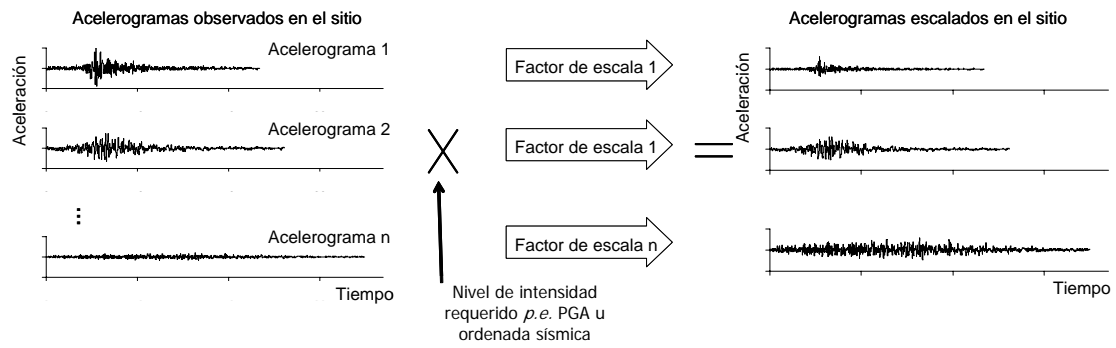 Acelerogramas observados en el sitio
Acelerogramas escalados en el sitio
Aceleración
Acelerograma 1
Factor de escala 1
Aceleración
Acelerograma 2
Factor de escala 1
...
Acelerograma n
Factor de escala n
Tiempo
Tiempo
Nivel de intensidad
requerido p.e. PGA u
ordenada sísmica